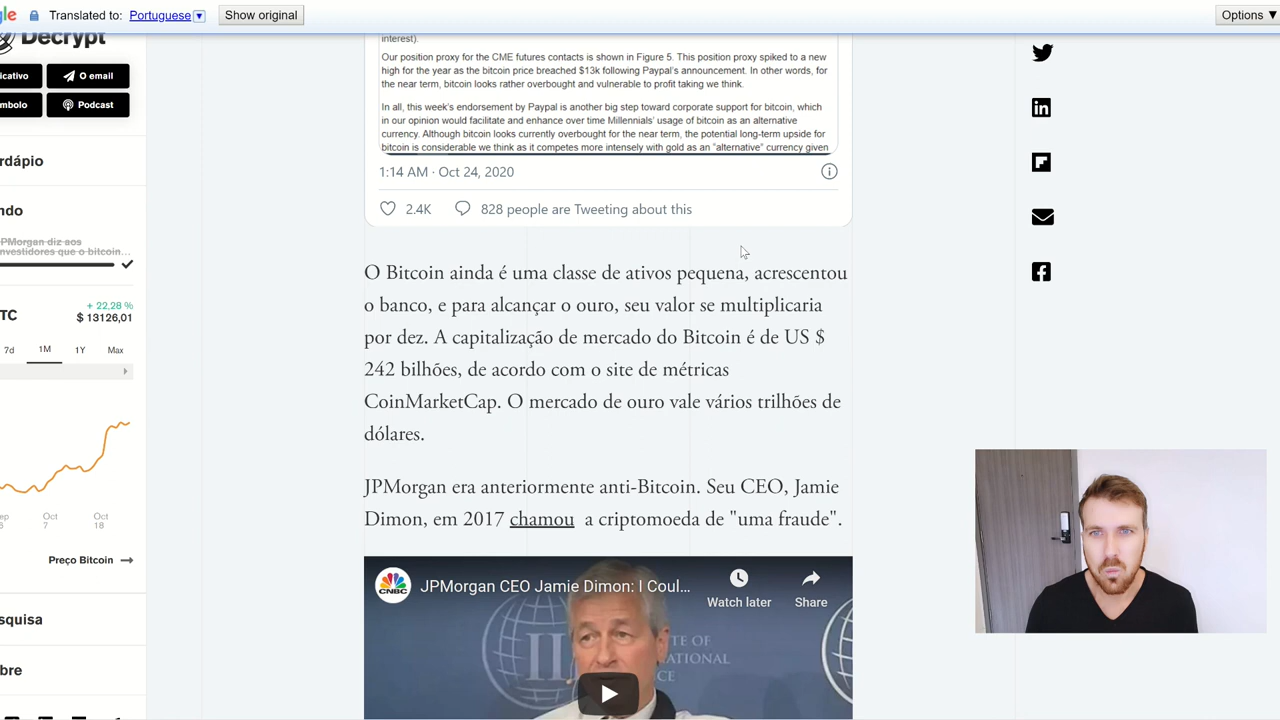 Translated to: Portuguese
Show original
Options
Decrypt
O email
Podcast
+ 22,28 %
$ 13126,01
7d 1M 1Y Max
Oct 7
Oct 18
Preço Bitcoin
interest).
Our position proxy for the CME futures contacts is shown in Figure 5. This position proxy spiked to a new
high for the year as the bitcoin price breached $13k following Paypal's announcement. In other words, for
the near term, bitcoin looks rather overbought and vulnerable to profit taking we think.
In all, this week's endorsement by Paypal is another big step toward corporate support for bitcoin, which
in our opinion would facilitate and enhance over time Millennials' usage of bitcoin as an alternative
currency. Although bitcoin looks currently overbought for the near term, the potential long-term upside for
bitcoin is considerable we think as it competes more intensely with gold as an "alternative" currency given
1:14 AM · Oct 24, 2020
2.4K 828 people are Tweeting about this
O Bitcoin ainda é uma classe de ativos pequena, acrescentou
o banco, e para alcançar o ouro, seu valor se multiplicaria
por dez. A capitalização de mercado do Bitcoin é de US $
242 bilhões, de acordo com o site de métricas
CoinMarketCap. O mercado de ouro vale vários trilhões de
dólares.
JPMorgan era anteriormente anti-Bitcoin. Seu CEO, Jamie
Dimon, em 2017 chamou a criptomoeda de "uma fraude".
CNBC
JPMorgan CEO Jamie Dimon: I Coul...
Watch later
Share